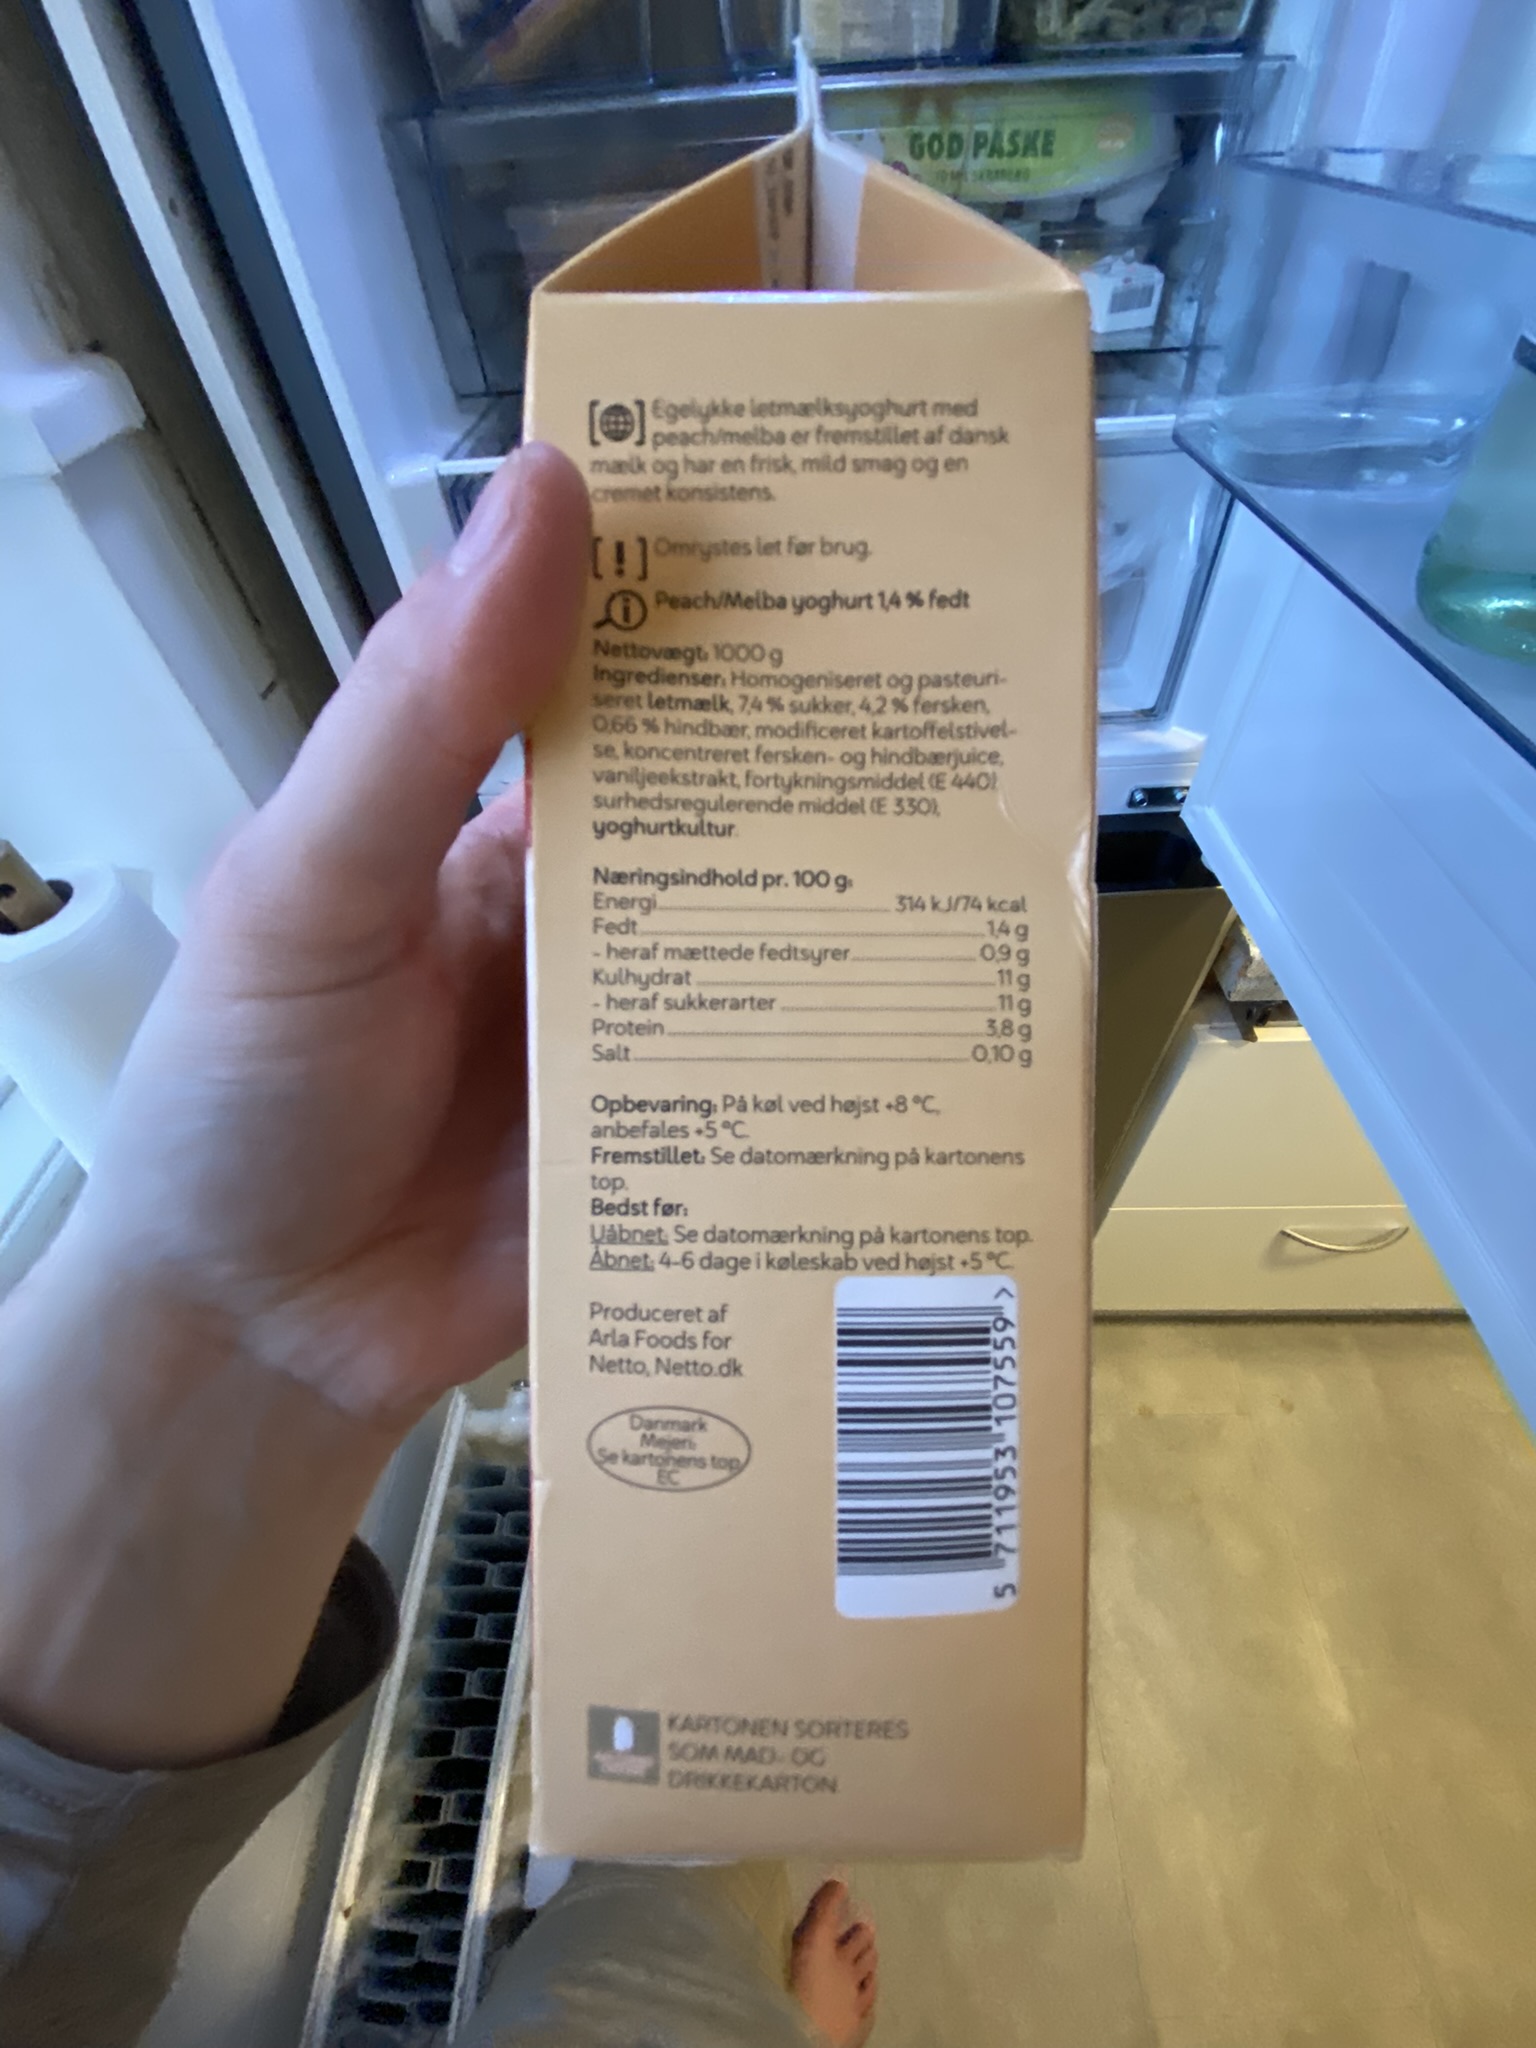 GOD PÅSKE
Egelykke letmælksyoghurt med
peach/melba er fremstillet af dansk
mælk og har en frisk, mild smag og en
cremet konsistens.
[!] Omrystes let før brug.
Peach/Melba yoghurt 1,4 % fedt
Nettovægt: 1000 g
Ingredienser: Homogeniseret og pasteuri-
seret letmælk, 7,4 % sukker, 4,2 % fersken,
0,66 % hindbær, modificeret kartoffelstivel-
se, koncentreret fersken- og hindbærjuice,
vaniljeekstrakt, fortykningsmiddel (E 440)
surhedsregulerende middel (E 330),
yoghurtkultur.
Næringsindhold pr. 100 g:
Energi 314 kJ/74 kcal
Fedt 1,4 g
- heraf mættede fedtsyrer 0,9 g
Kulhydrat 11 g
- heraf sukkerarter 11 g
Protein 3,8 g
Salt 0,10 g
Opbevaring: På køl ved højst +8 °C,
anbefales +5 °C.
Fremstillet: Se datomærkning på kartonens
top.
Bedst før:
Uåbnet: Se datomærkning på kartonens top.
Åbnet: 4-6 dage i køleskab ved højst +5 °C.
Produceret af
Arla Foods for
Netto, Netto.dk
Danmark
Mejeri:
Se kartonens top
EC
5 711953 107559 >
KARTONEN SORTERES
SOM MAD- OG
DRIKKEKARTON